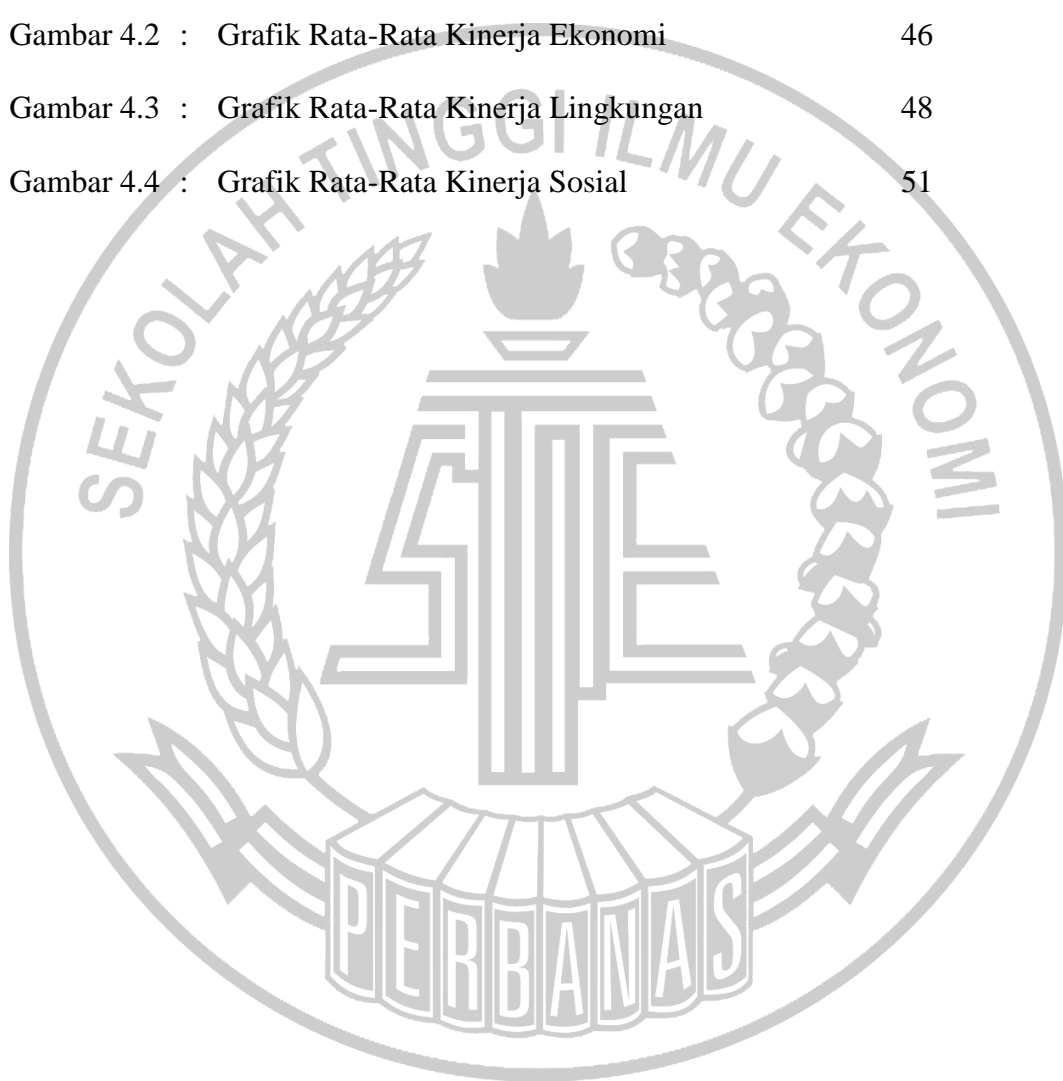 Gambar 4.2 : Grafik Rata-Rata Kinerja Ekonomi 46
Gambar 4.3 : Grafik Rata-Rata Kinerja Lingkungan 48
Gambar 4.4 : Grafik Rata-Rata Kinerja Sosial 51
SEKOLAH TINGGI ILMU EKONOMI
STIE
PERBANAS